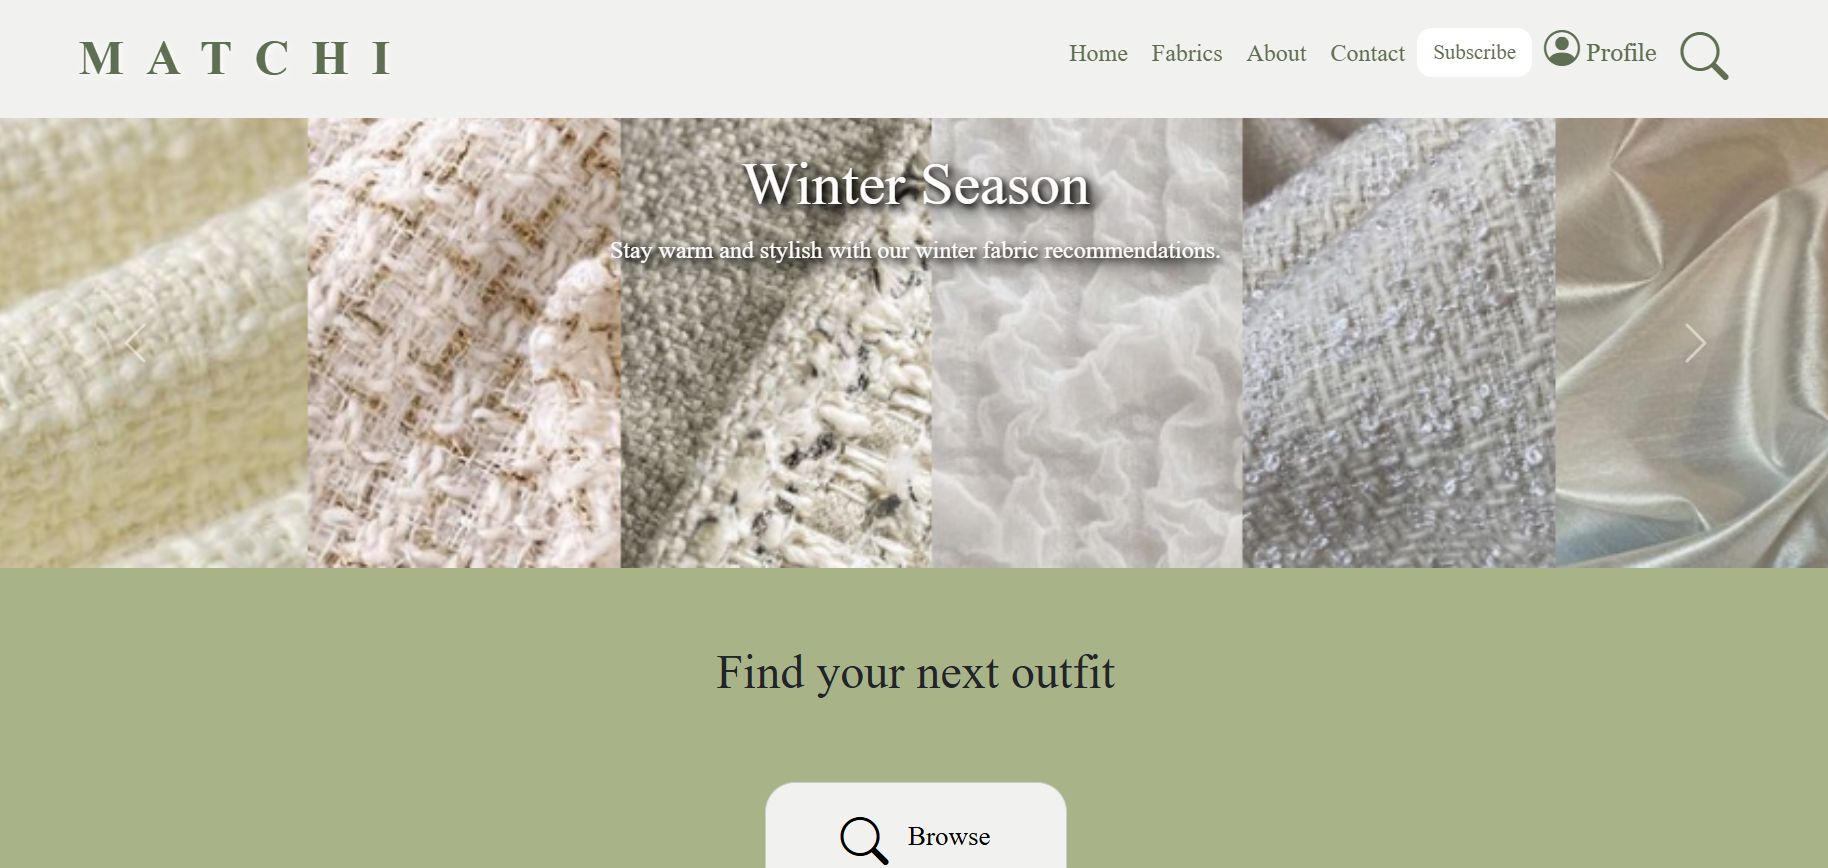 M A T C H I
Home Fabrics About Contact Subscribe Profile
Winter Season
Stay warm and stylish with our winter fabric recommendations.
Find your next outfit
Browse